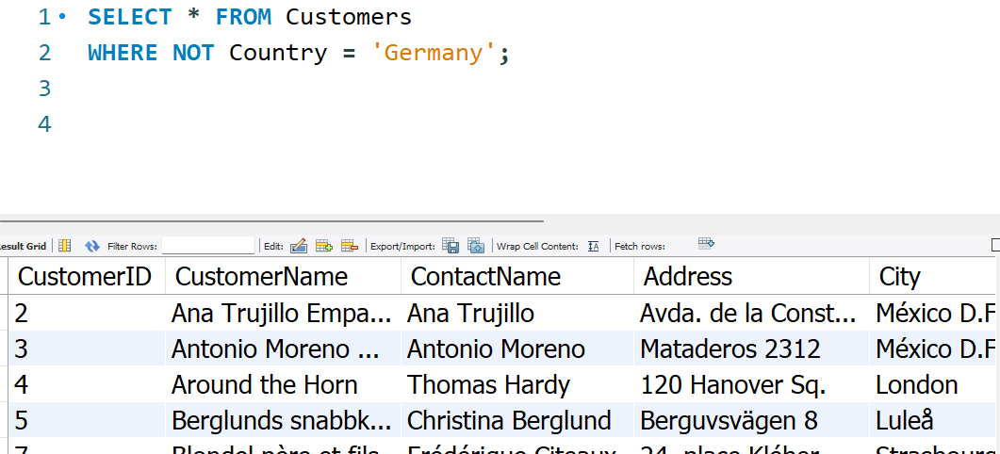 1 SELECT * FROM Customers
2 WHERE NOT Country = 'Germany';
3
4
esult Grid Filter Rows: Edit: Export/Import: Wrap Cell Content: Fetch rows:
CustomerID CustomerName ContactName Address City
2 Ana Trujillo Empa... Ana Trujillo Avda. de la Const... México D.F
3 Antonio Moreno ... Antonio Moreno Mataderos 2312 México D.F
4 Around the Horn Thomas Hardy 120 Hanover Sq. London
5 Berglunds snabbk... Christina Berglund Berguvsvägen 8 Luleå
7 Blondel père et fils Frédérique Citeaux 24, place Kléber Strasbourg